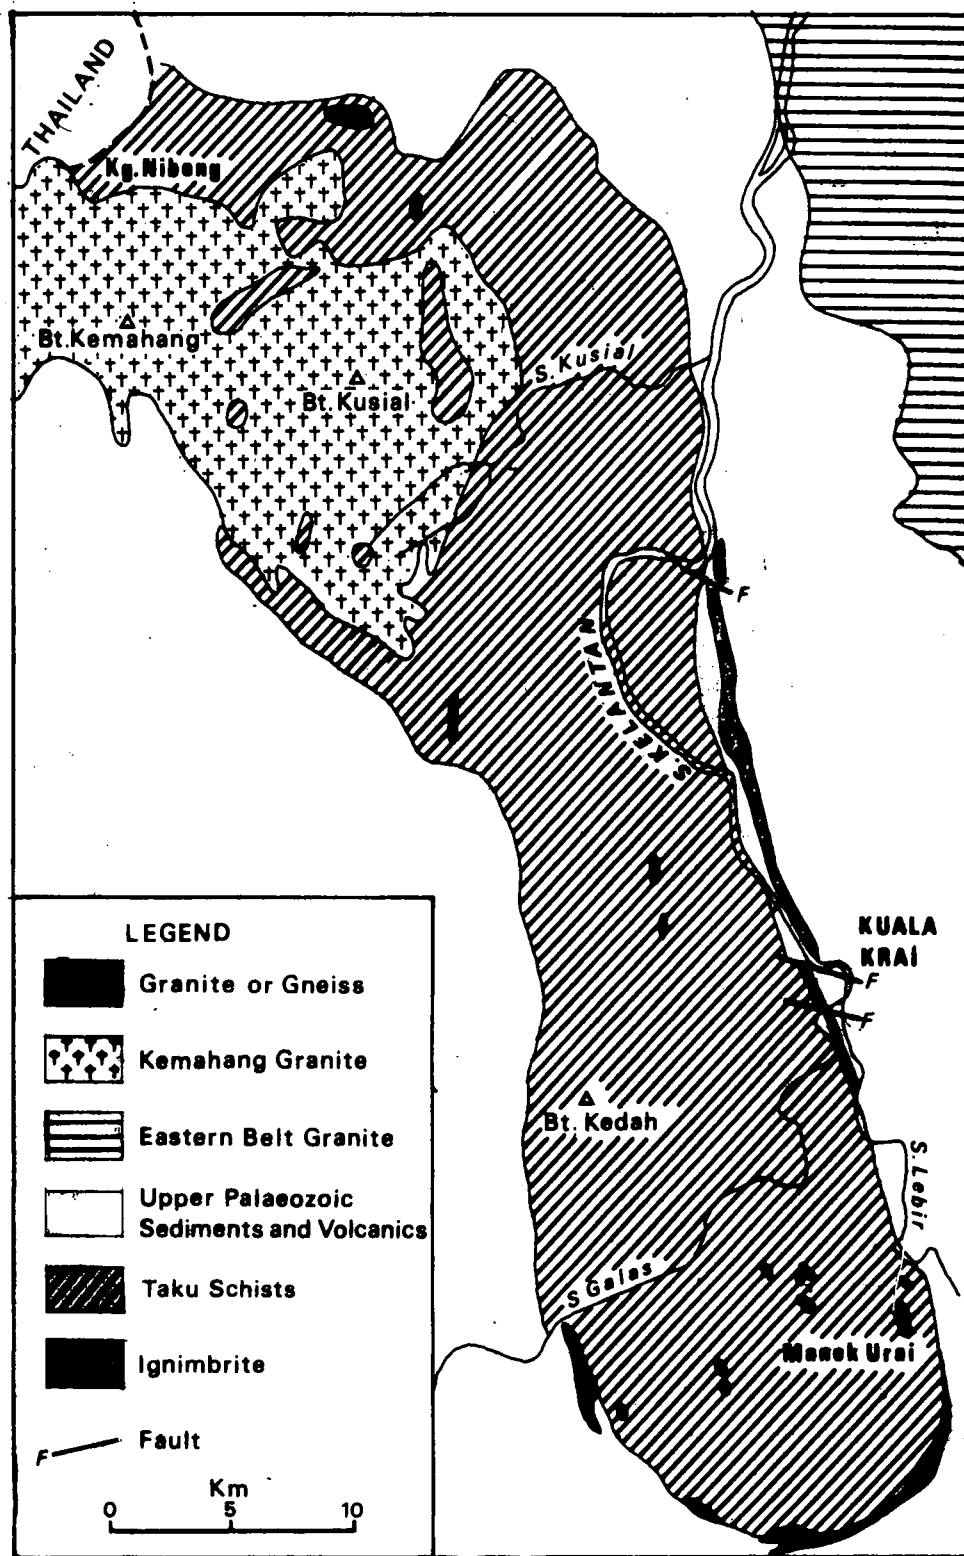 THAILAND
Kg. Nibong
Bt. Kemahang
Bt. Kusial
S. Kusial
F
S. KELANTAN
KUALA
KRAI
F
F
Bt. Kedah
S. Lebir
S Galas
Manek Urai
LEGEND
Granite or Gneiss
Kemahang Granite
Eastern Belt Granite
Upper Palaeozoic
Sediments and Volcanics
Taku Schists
Ignimbrite
F Fault
Km
0 5 10